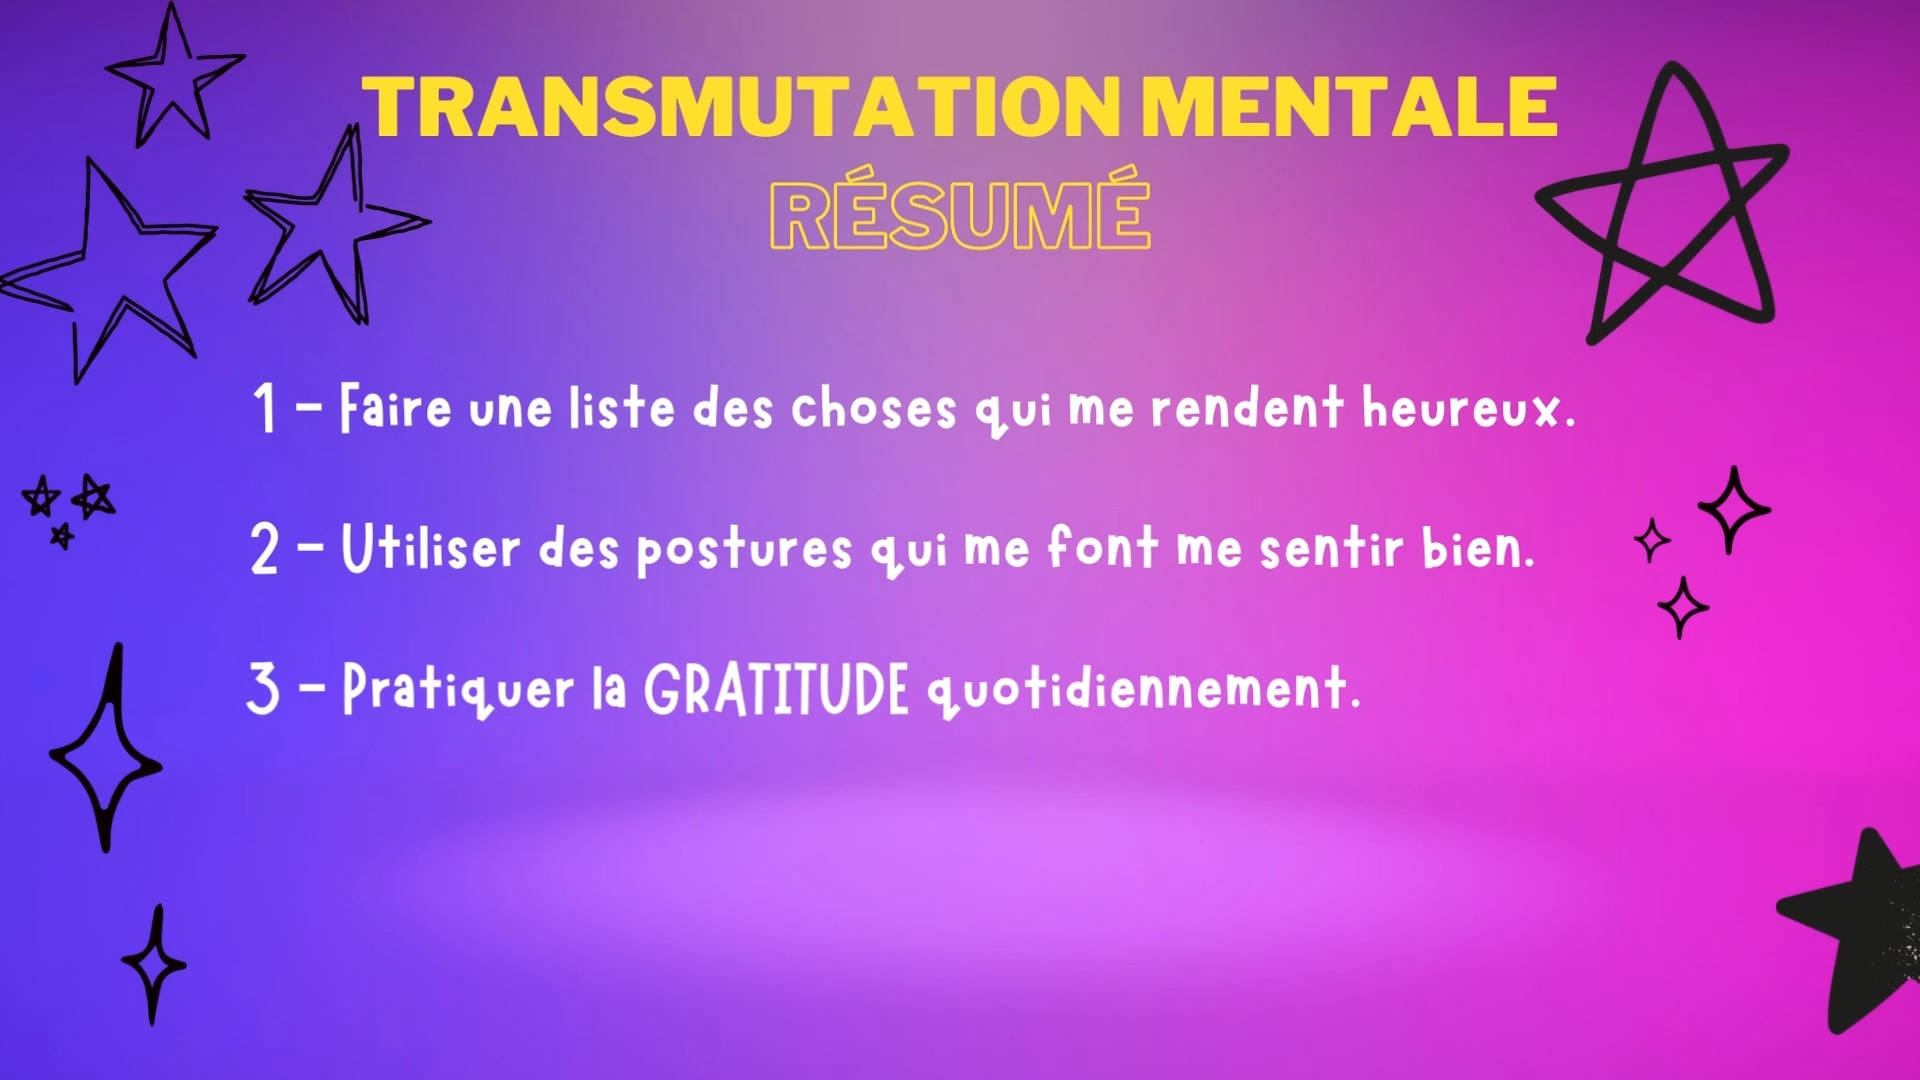 TRANSMUTATION MENTALE
RÉSUMÉ
1 - Faire une liste des choses qui me rendent heureux.
2 - Utiliser des postures qui me font me sentir bien.
3 - Pratiquer la GRATITUDE quotidiennement.